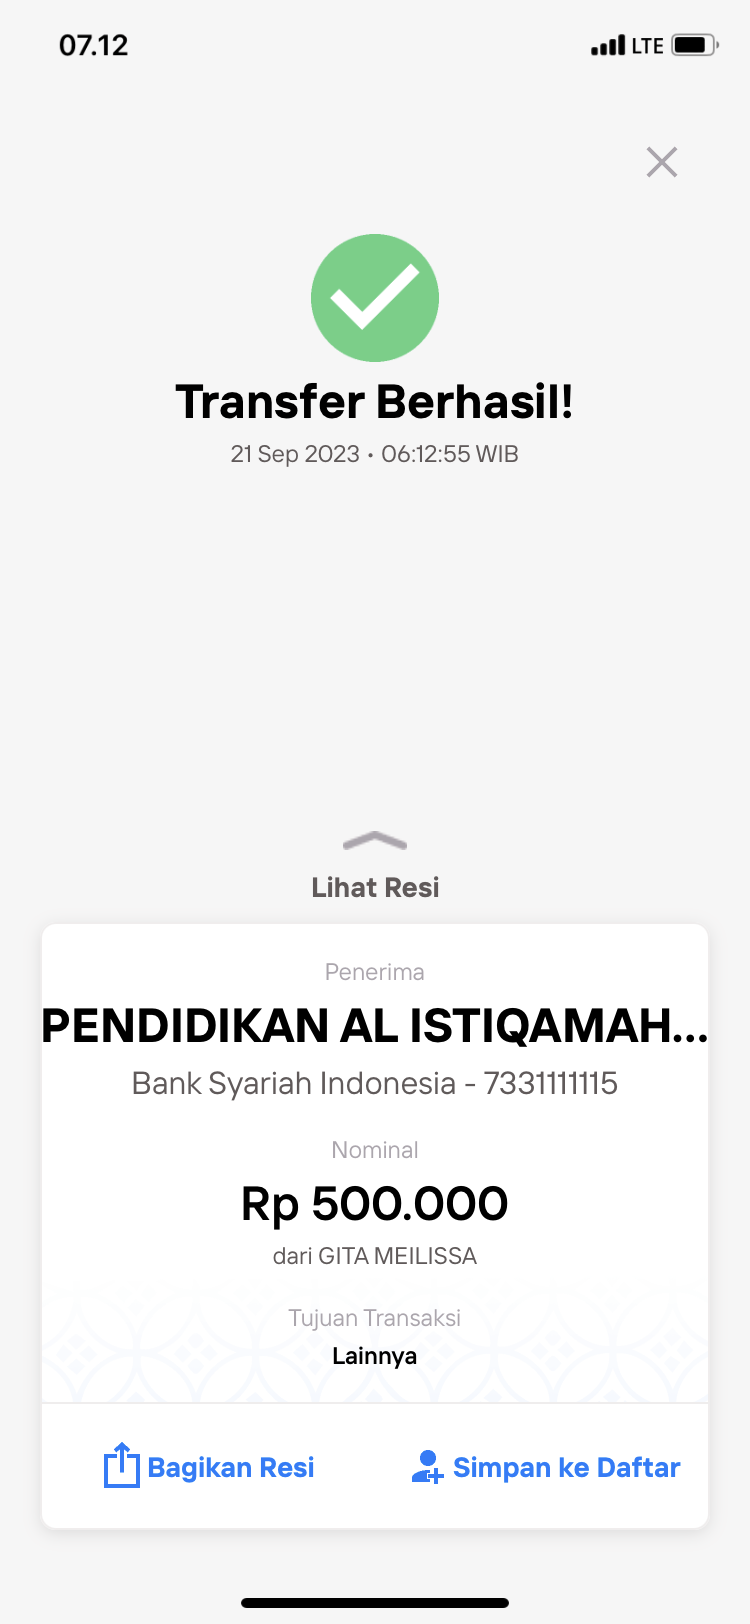 07.12
LTE
Transfer Berhasil!
21 Sep 2023 • 06:12:55 WIB
Lihat Resi
Penerima
PENDIDIKAN AL ISTIQAMAH...
Bank Syariah Indonesia - 7331111115
Nominal
Rp 500.000
dari GITA MEILISSA
Tujuan Transaksi
Lainnya
Bagikan Resi
Simpan ke Daftar